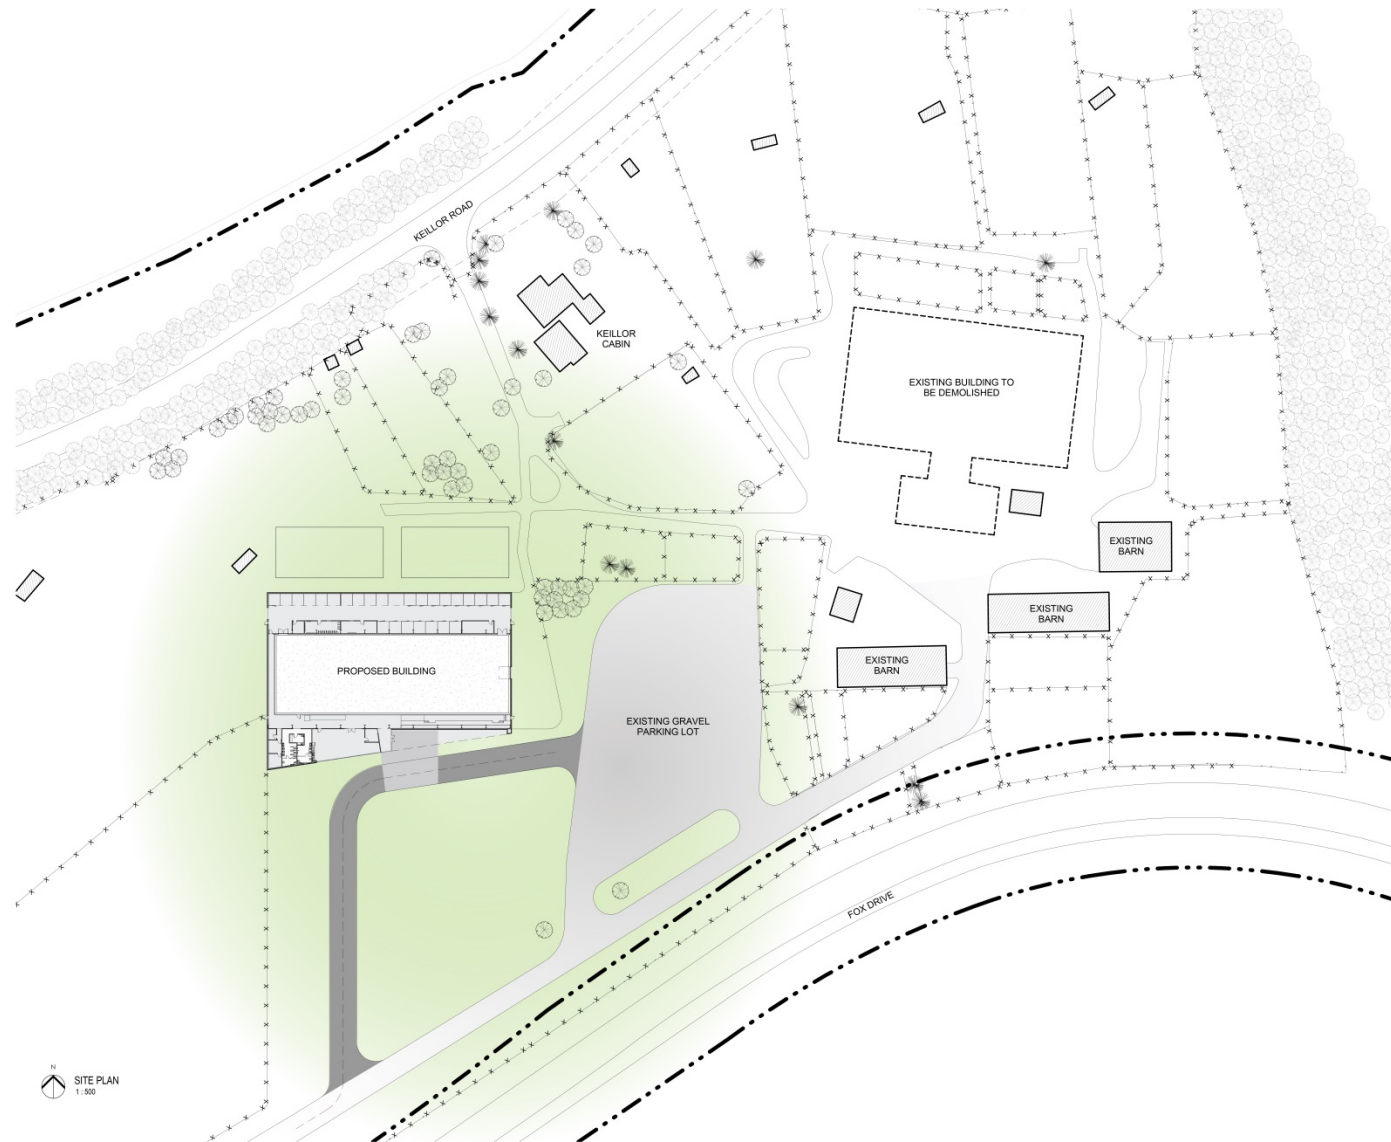 KEILLOR ROAD
KEILLOR
CABIN
EXISTING BUILDING TO
BE DEMOLISHED
EXISTING
BARN
EXISTING
BARN
EXISTING
BARN
PROPOSED BUILDING
EXISTING GRAVEL
PARKING LOT
FOX DRIVE
N
SITE PLAN
1 : 500